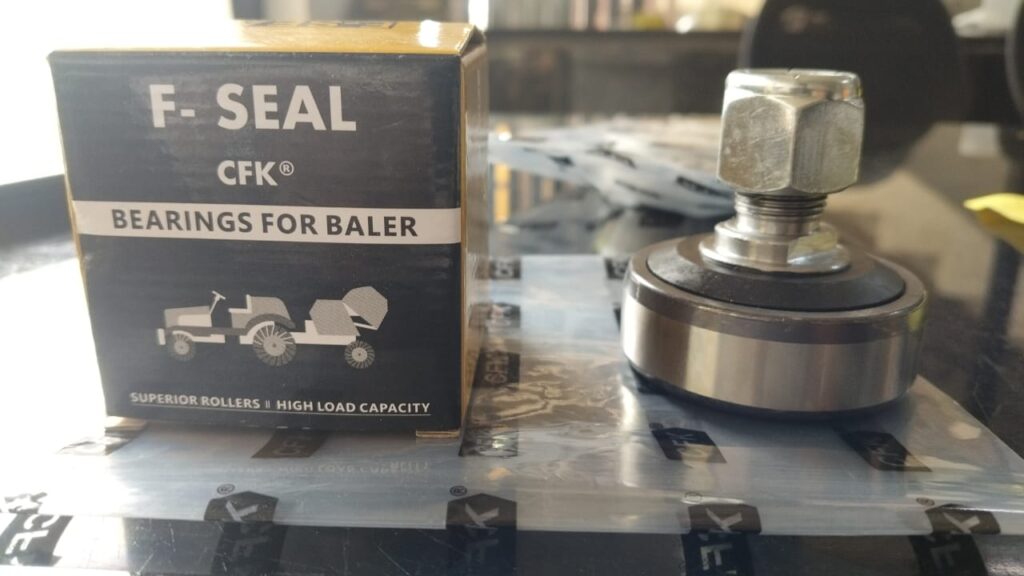 F- SEAL
CFK®
BEARINGS FOR BALER
SUPERIOR ROLLERS || HIGH LOAD CAPACITY